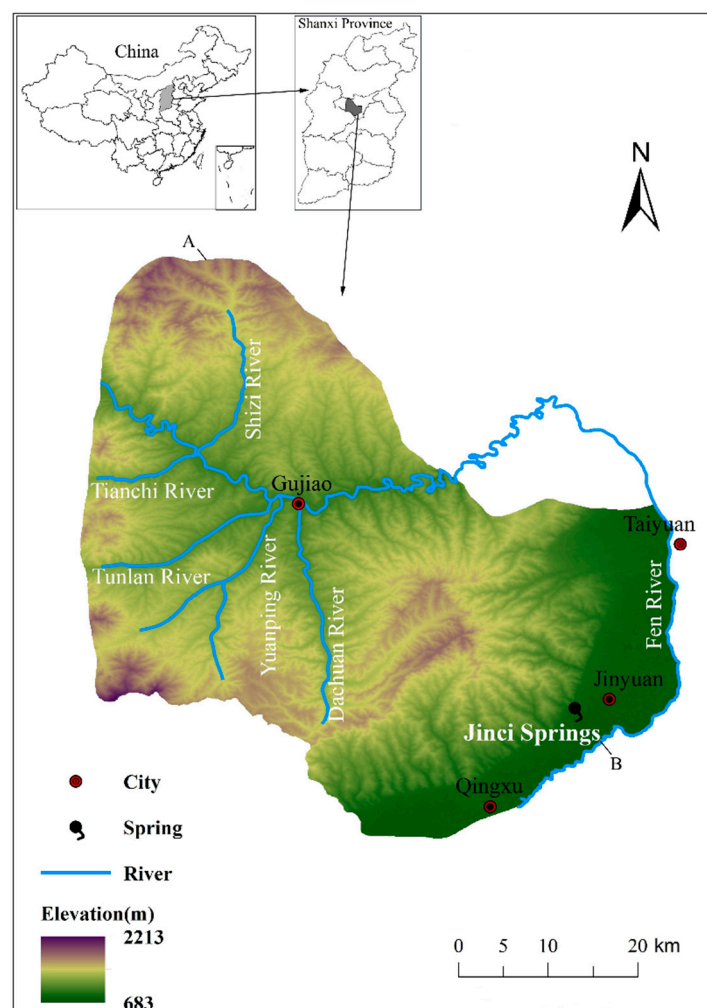 China
Shanxi Province
N
A
Shizi River
Gujiao
Tianchi River
Taiyuan
Tunlan River
Yuanping River
Dachuan River
Fen River
Jinyuan
Jinci Springs
B
Qingxu
City
Spring
River
Elevation(m)
2213
683
0 5 10 20 km